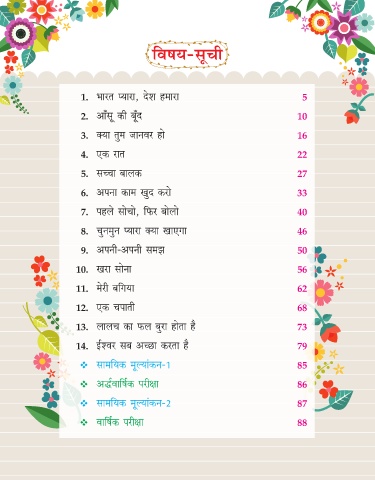 विषय-सूची
1. भारत प्यारा, देश हमारा 5
2. आँसू की बूँद 10
3. क्या तुम जानवर हो 16
4. एक रात 22
5. सच्चा बालक 27
6. अपना काम खुद करो 33
7. पहले सोचो, फिर बोलो 40
8. चुनमुन प्यारा क्या खाएगा 46
9. अपनी-अपनी समझ 50
10. खरा सोना 56
11. मेरी बगिया 62
12. एक चपाती 68
13. लालच का फल बुरा होता है 73
14. ईश्वर सब अच्छा करता है 79
❖ सामयिक मूल्यांकन-1 85
❖ अर्द्धवार्षिक परीक्षा 86
❖ सामयिक मूल्यांकन-2 87
❖ वार्षिक परीक्षा 88